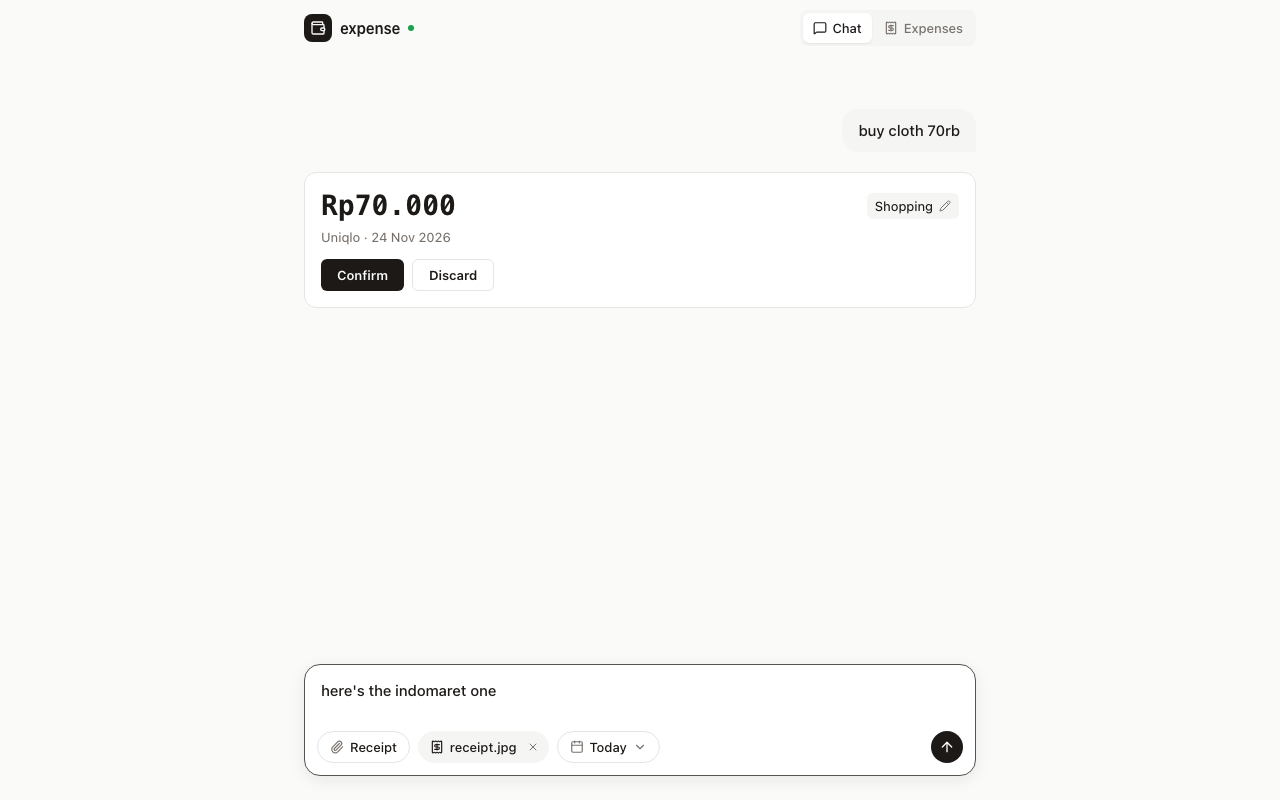 expense
Chat
Expenses
buy cloth 70rb
Rp70.000
Shopping
Uniqlo · 24 Nov 2026
Confirm
Discard
here's the indomaret one
Receipt
receipt.jpg
Today